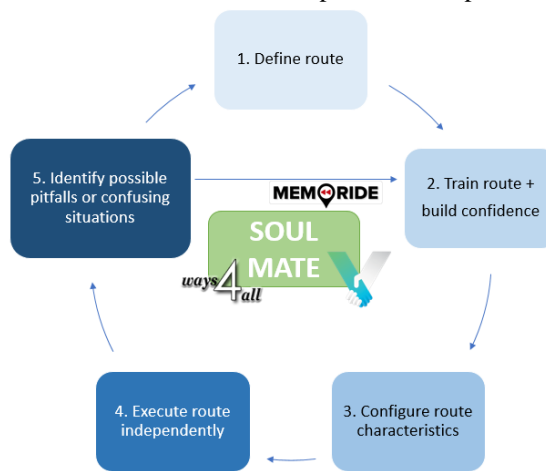 1. Define route
5. Identify possible
pitfalls or confusing
situations
MEMORIDE
2. Train route +
build confidence
SOUL
MATE
ways4all
4. Execute route
independently
3. Configure route
characteristics